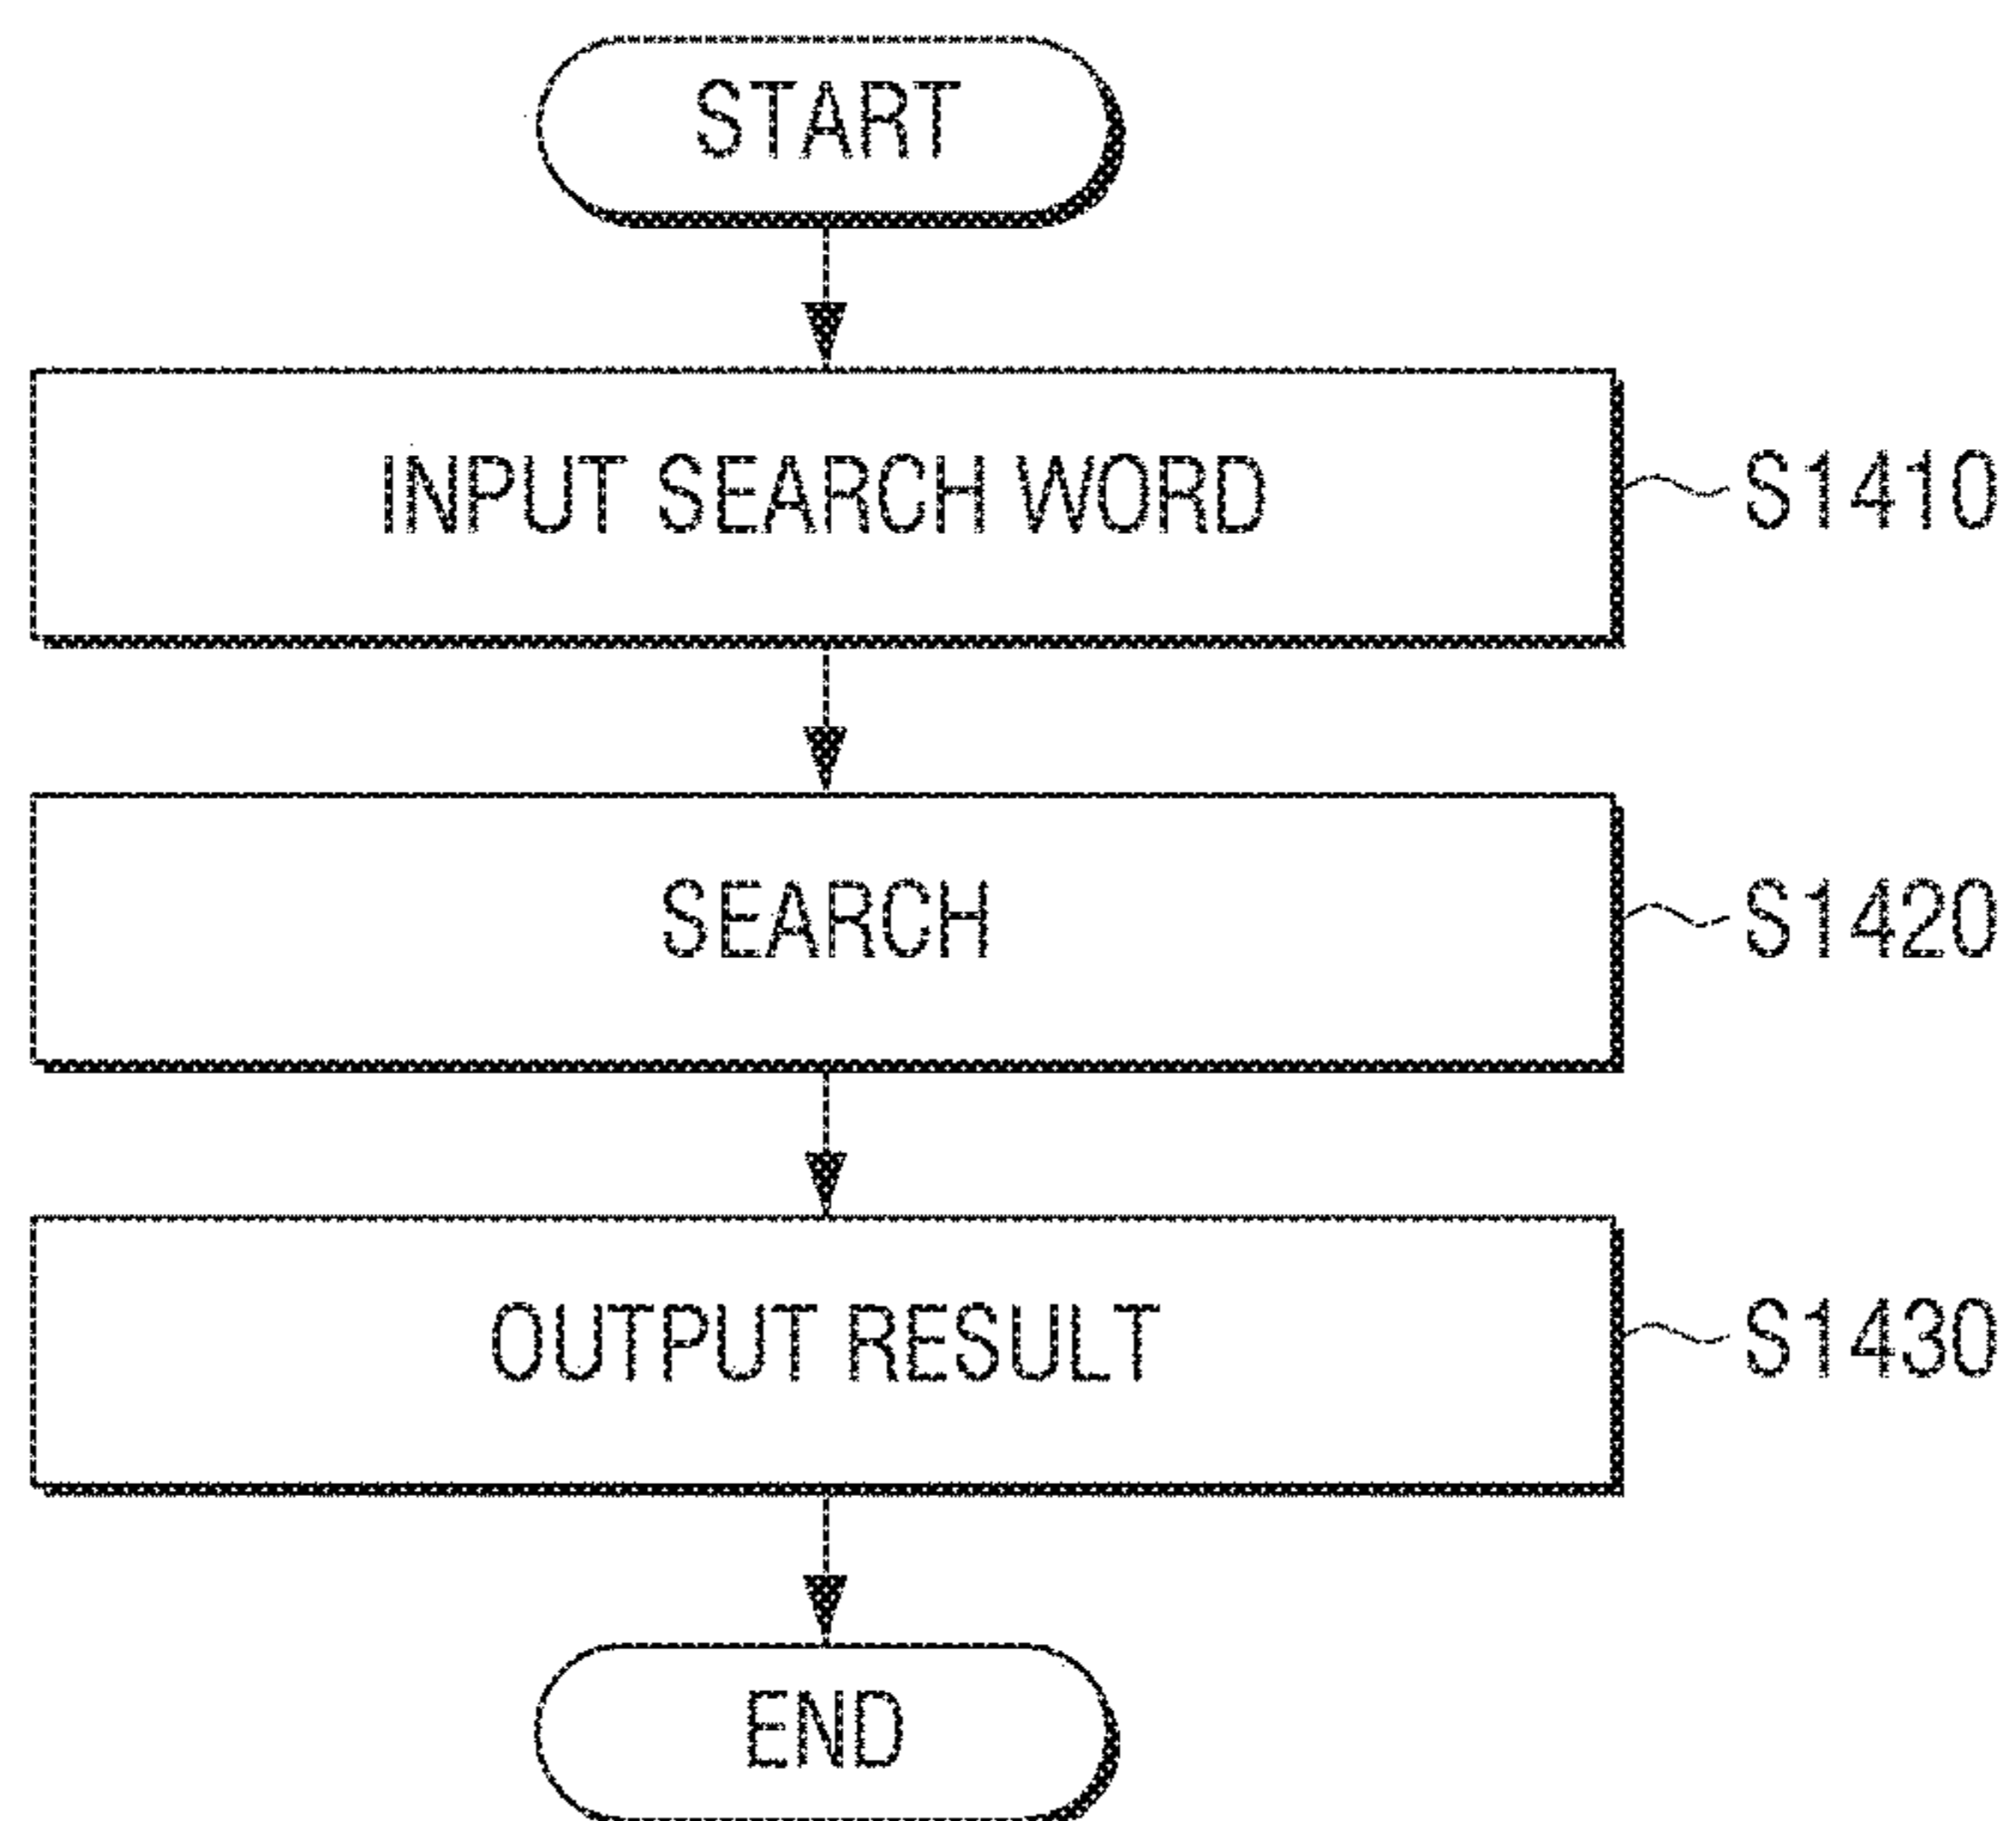 START
INPUT SEARCH WORD
S1410
SEARCH
S1420
OUTPUT RESULT
S1430
END